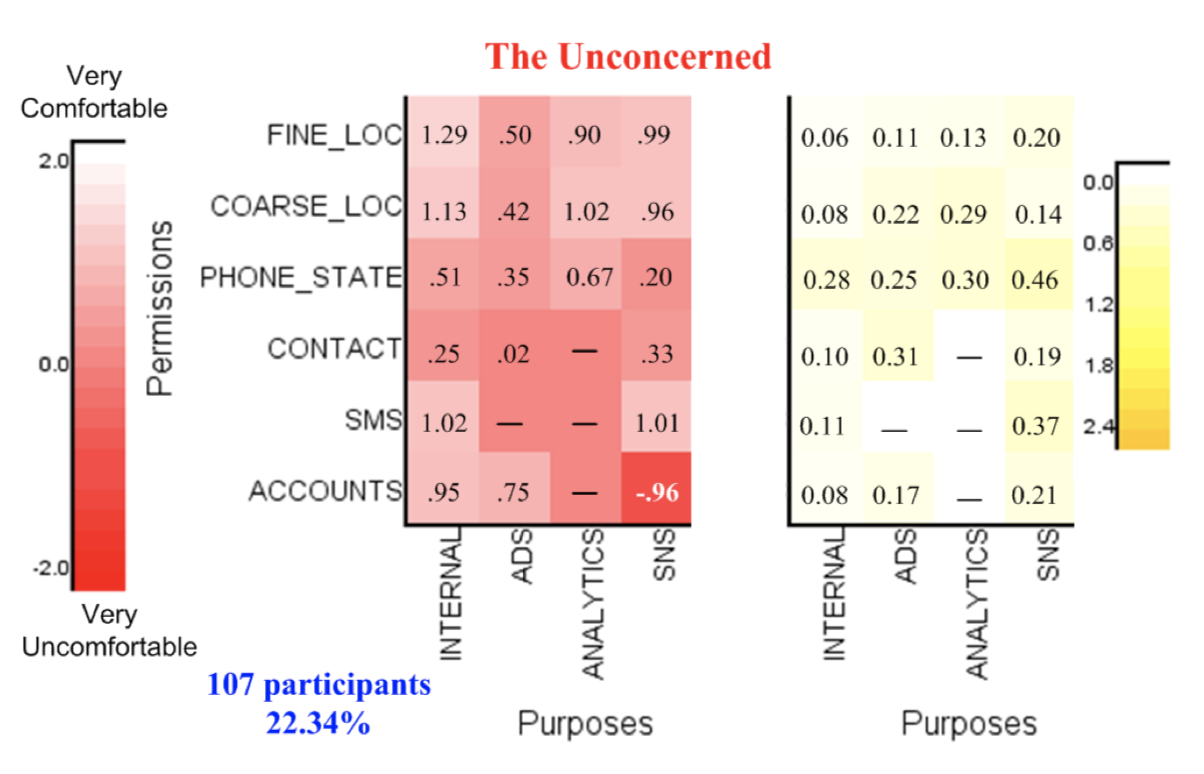 The Unconcerned
Very
Comfortable
2.0
0.0
-2.0
Very
Uncomfortable
Permissions
FINE_LOC 1.29 .50 .90 .99
COARSE_LOC 1.13 .42 1.02 .96
PHONE_STATE .51 .35 0.67 .20
CONTACT .25 .02 — .33
SMS 1.02 — — 1.01
ACCOUNTS .95 .75 — -.96
INTERNAL ADS ANALYTICS SNS
Purposes
0.06 0.11 0.13 0.20
0.08 0.22 0.29 0.14
0.28 0.25 0.30 0.46
0.10 0.31 — 0.19
0.11 — — 0.37
0.08 0.17 — 0.21
INTERNAL ADS ANALYTICS SNS
Purposes
0.0
0.6
1.2
1.8
2.4
107 participants
22.34%